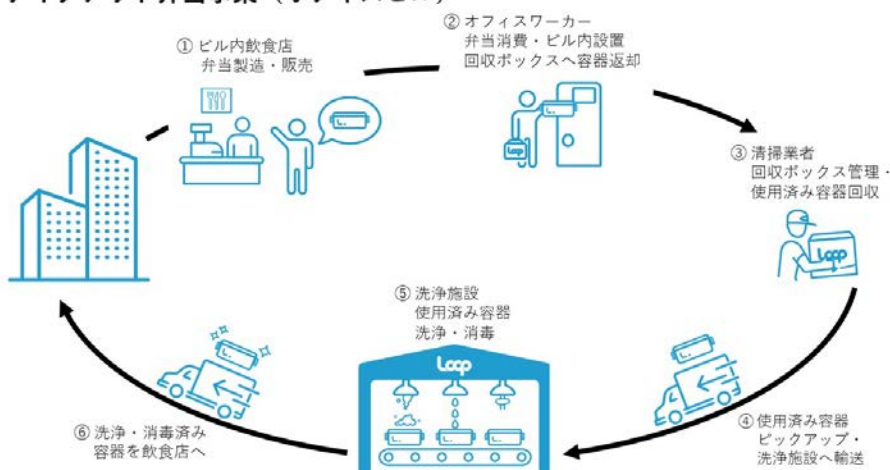 ① ビル内飲食店
弁当製造・販売
② オフィスワーカー
弁当消費・ビル内設置
回収ボックスへ容器返却
③ 清掃業者
回収ボックス管理・
使用済み容器回収
Loop
Loop
④ 使用済み容器
ピックアップ・
洗浄施設へ輸送
⑤ 洗浄施設
使用済み容器
洗浄・消毒
Loop
⑥ 洗浄・消毒済み
容器を飲食店へ